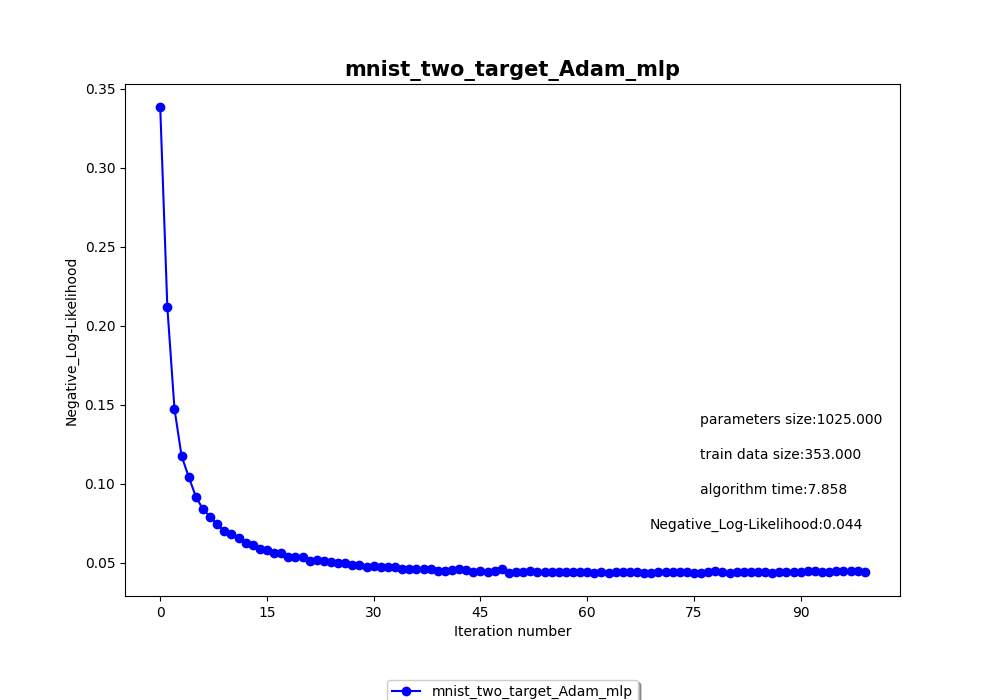 mnist_two_target_Adam_mlp
0.35
0.30
0.25
0.20
0.15
0.10
0.05
Negative_Log-Likelihood
parameters size:1025.000
train data size:353.000
algorithm time:7.858
Negative_Log-Likelihood:0.044
0 15 30 45 60 75 90
Iteration number
mnist_two_target_Adam_mlp